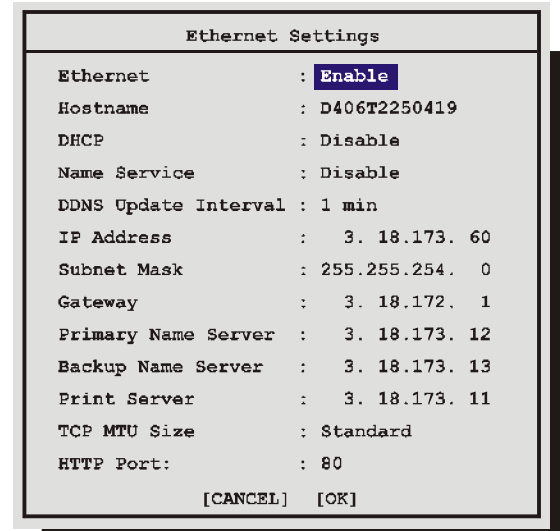 Ethernet Settings
Ethernet : Enable
Hostname : D406T2250419
DHCP : Disable
Name Service : Disable
DDNS Update Interval : 1 min
IP Address : 3. 18.173. 60
Subnet Mask : 255.255.254. 0
Gateway : 3. 18.172. 1
Primary Name Server : 3. 18.173. 12
Backup Name Server : 3. 18.173. 13
Print Server : 3. 18.173. 11
TCP MTU Size : Standard
HTTP Port: : 80
[CANCEL] [OK]